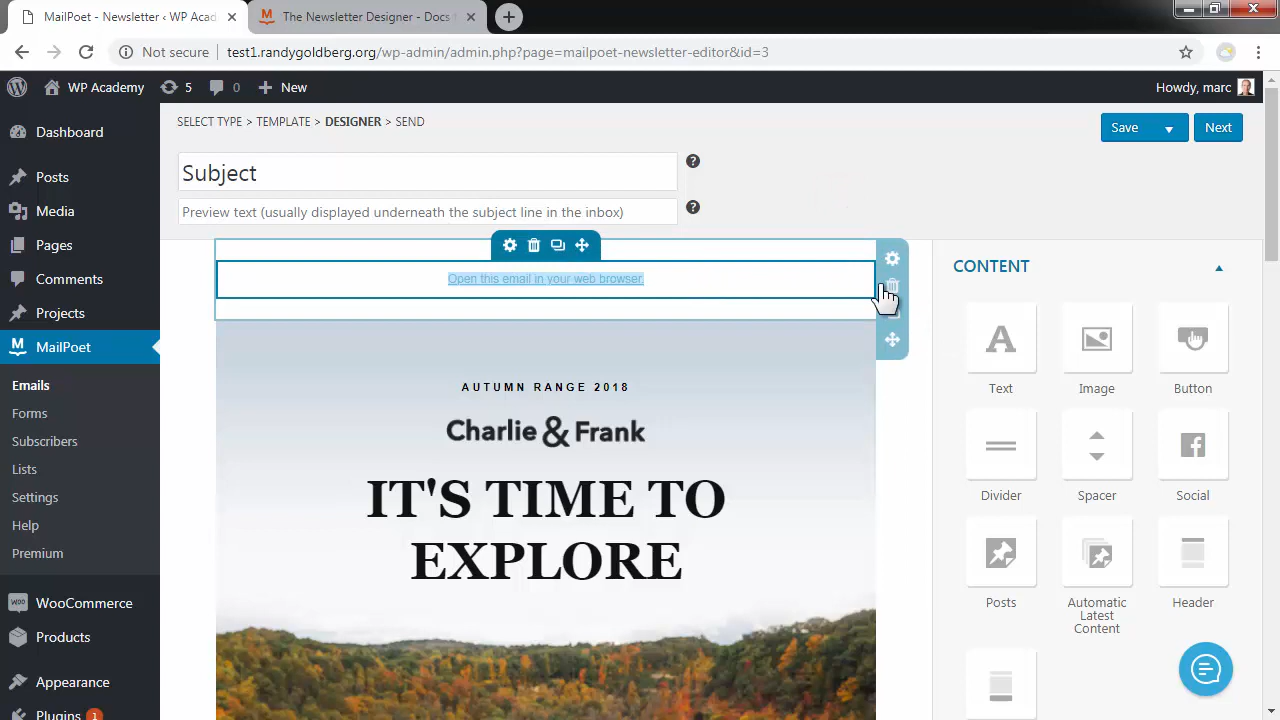 MailPoet - Newsletter ‹ WP Acad
The Newsletter Designer - Docs f
Not secure
test1.randygoldberg.org/wp-admin/admin.php?page=mailpoet-newsletter-editor&id=3
WP Academy
5
0
New
Howdy, marc
Dashboard
Posts
Media
Pages
Comments
Projects
MailPoet
Emails
Forms
Subscribers
Lists
Settings
Help
Premium
WooCommerce
Products
Appearance
Plugins 1
SELECT TYPE > TEMPLATE > DESIGNER > SEND
Save
Next
Subject
Preview text (usually displayed underneath the subject line in the inbox)
Open this email in your web browser.
AUTUMN RANGE 2018
Charlie & Frank
IT'S TIME TO
EXPLORE
CONTENT
Text
Image
Button
Divider
Spacer
Social
Posts
Automatic
Latest
Content
Header